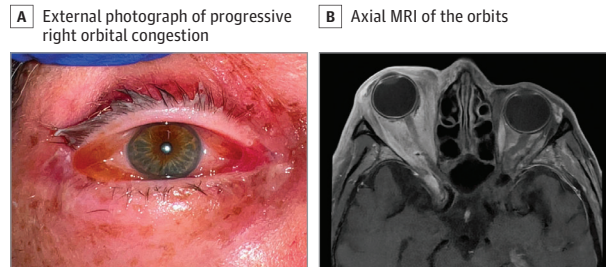 A External photograph of progressive
right orbital congestion
B Axial MRI of the orbits